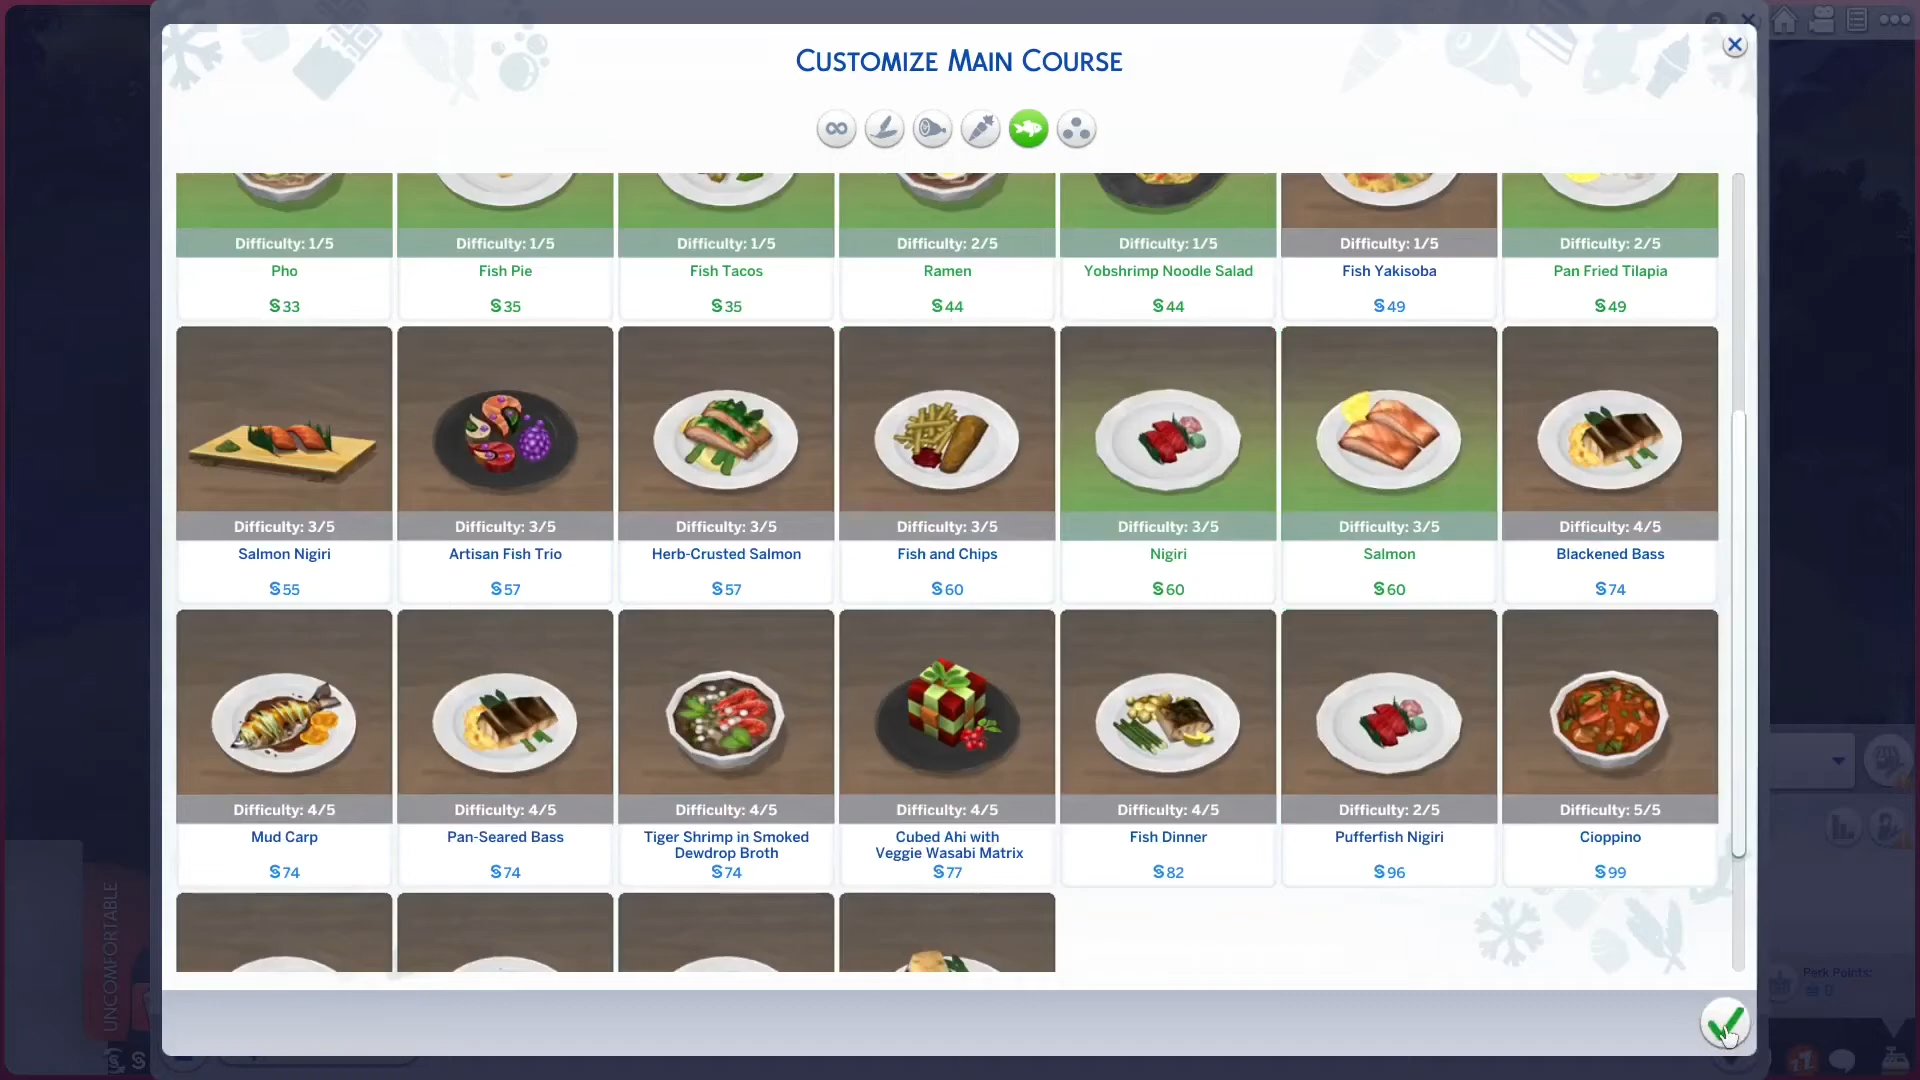 CUSTOMIZE MAIN COURSE
Difficulty: 1/5
Difficulty: 1/5
Difficulty: 1/5
Difficulty: 2/5
Difficulty: 1/5
Difficulty: 1/5
Difficulty: 2/5
Pho
Fish Pie
Fish Tacos
Ramen
Yobshrimp Noodle Salad
Fish Yakisoba
Pan Fried Tilapia
§33
§35
§35
§44
§44
§49
§49
Difficulty: 3/5
Difficulty: 3/5
Difficulty: 3/5
Difficulty: 3/5
Difficulty: 3/5
Difficulty: 3/5
Difficulty: 4/5
Salmon Nigiri
Artisan Fish Trio
Herb-Crusted Salmon
Fish and Chips
Nigiri
Salmon
Blackened Bass
§55
§57
§57
§60
§60
§60
§74
Difficulty: 4/5
Difficulty: 4/5
Difficulty: 4/5
Difficulty: 4/5
Difficulty: 4/5
Difficulty: 2/5
Difficulty: 5/5
Mud Carp
Pan-Seared Bass
Tiger Shrimp in Smoked
Dewdrop Broth
Cubed Ahi with
Veggie Wasabi Matrix
Fish Dinner
Pufferfish Nigiri
Cioppino
§74
§74
§74
§77
§82
§96
§99
UNCOMFORTABLE
Perk Points:
0